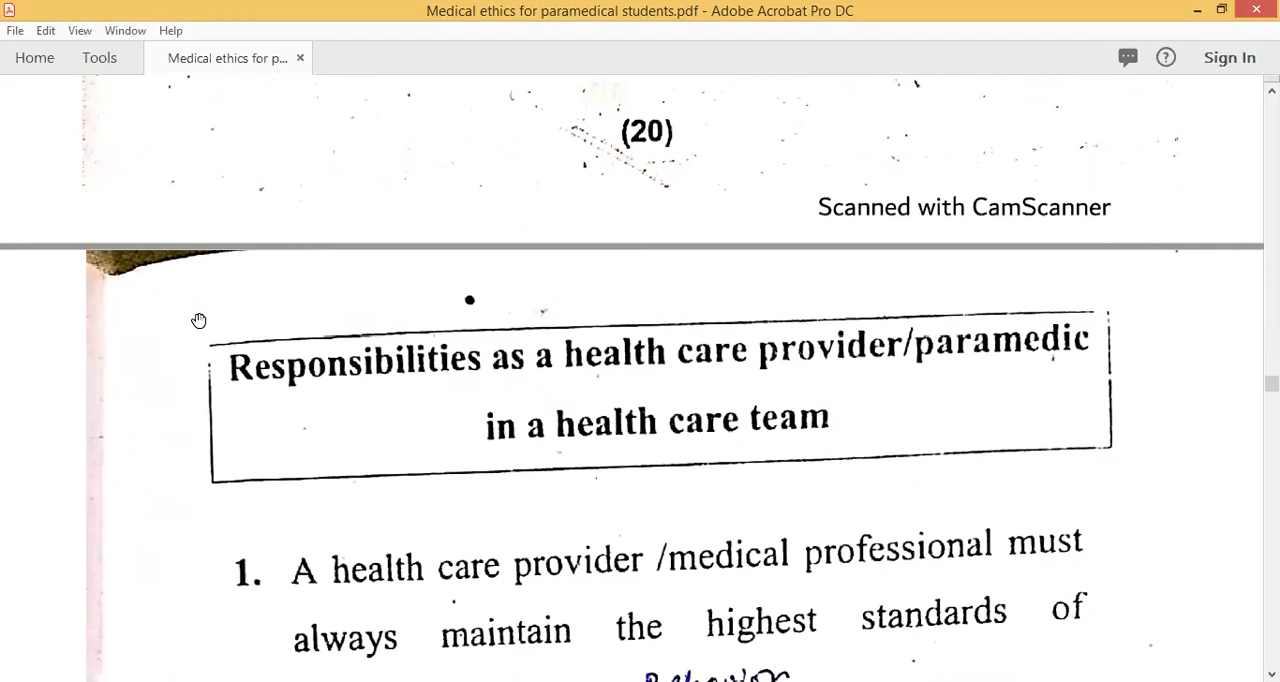 Medical ethics for paramedical students.pdf - Adobe Acrobat Pro DC
File Edit View Window Help
Home Tools Medical ethics for p... × Sign In
(20)
Scanned with CamScanner
Responsibilities as a health care provider/paramedic
in a health care team
1. A health care provider /medical professional must
always maintain the highest standards of